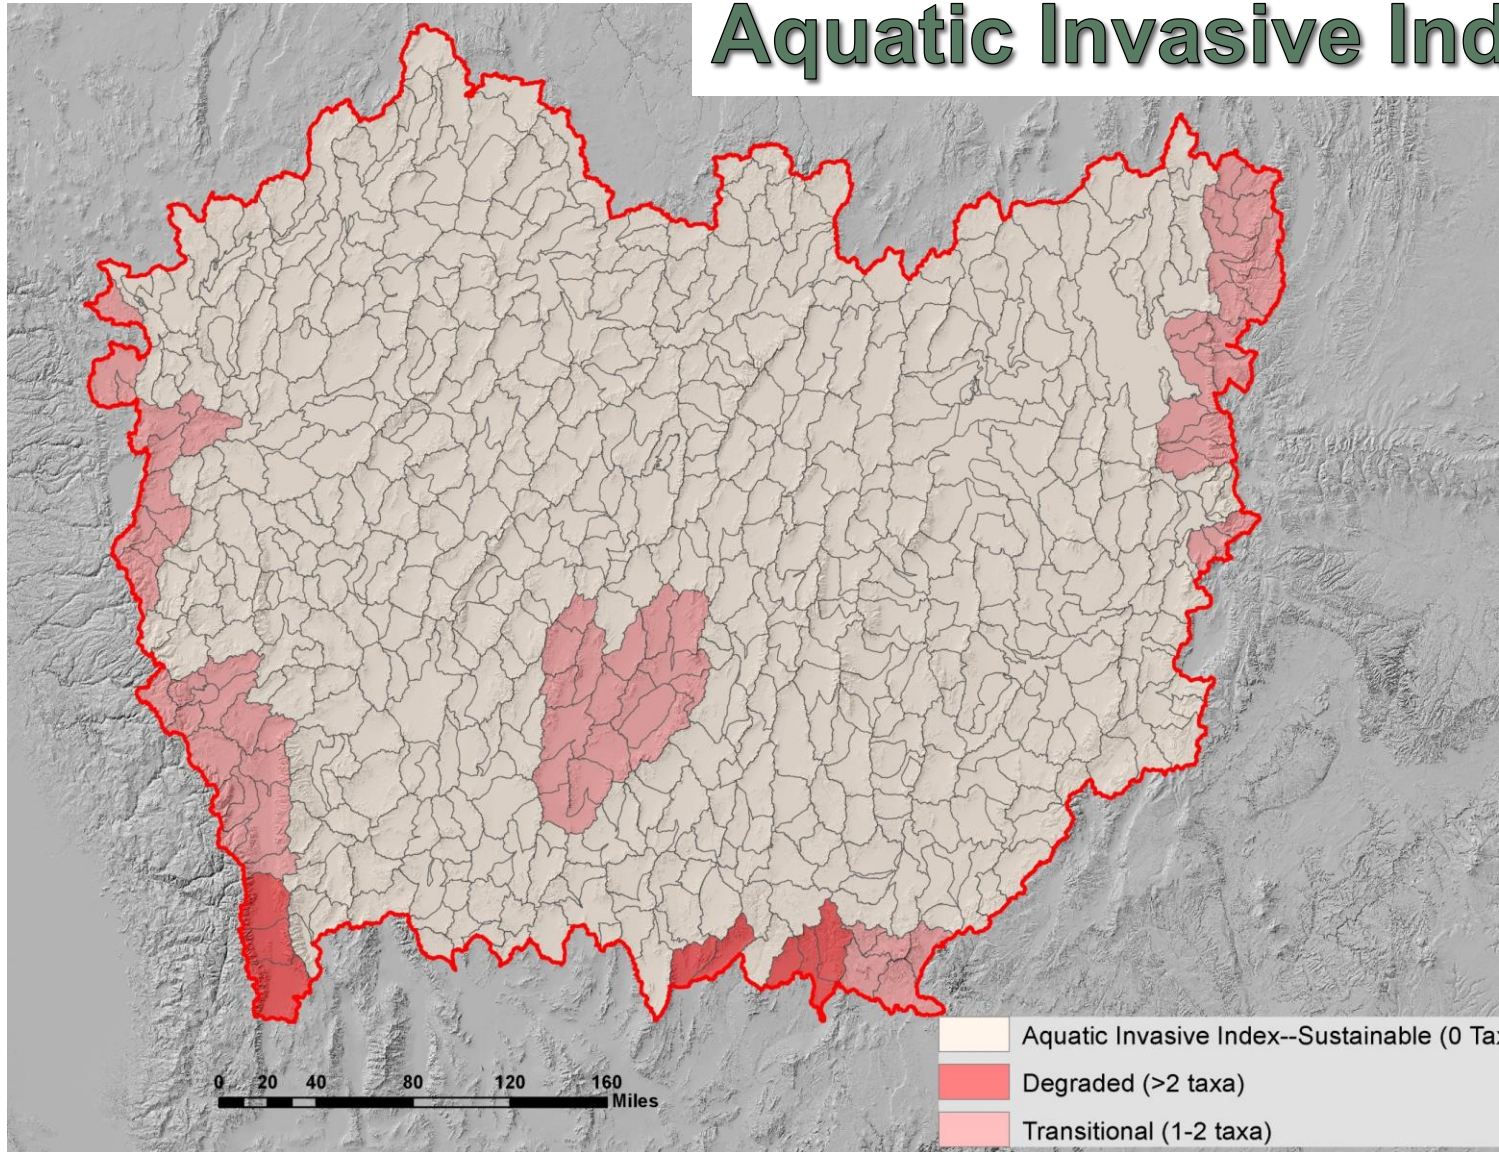 Aquatic Invasive Ind
0 20 40 80 120 160
Miles
Aquatic Invasive Index--Sustainable (0 Tax
Degraded (>2 taxa)
Transitional (1-2 taxa)